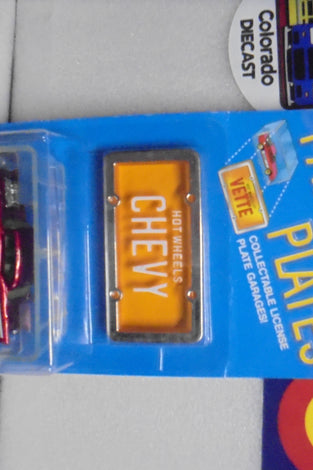 Colorado
DIECAST
HOT WHEELS
CHEVY
VETTE
COLLECTABLE LICENSE
PLATE GARAGES!
PLATES